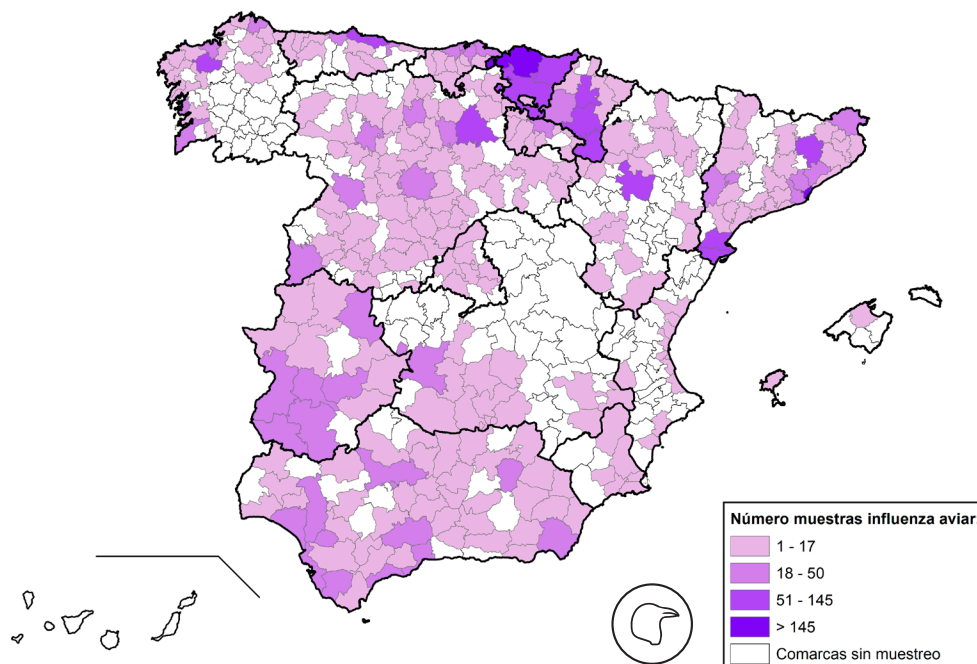 Número muestras influenza aviar
1 - 17
18 - 50
51 - 145
> 145
Comarcas sin muestreo